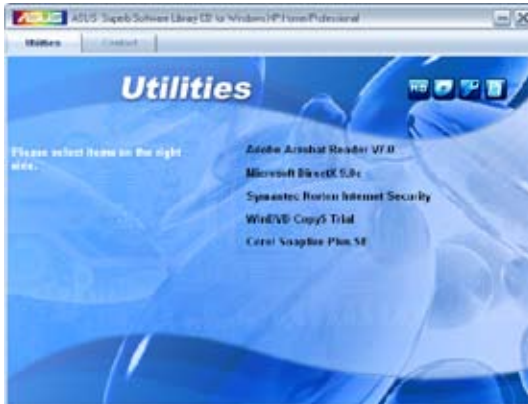 ASUS Superb Software Library CD for Windows XP Home/Professional
Utilities
Contact
Utilities
Please select items on the right side.
Adobe Acrobat Reader V7.0
Microsoft DirectX 9.0c
Symantec Norton Internet Security
WinDVD Copy5 Trial
Corel Snapfire Plus SE